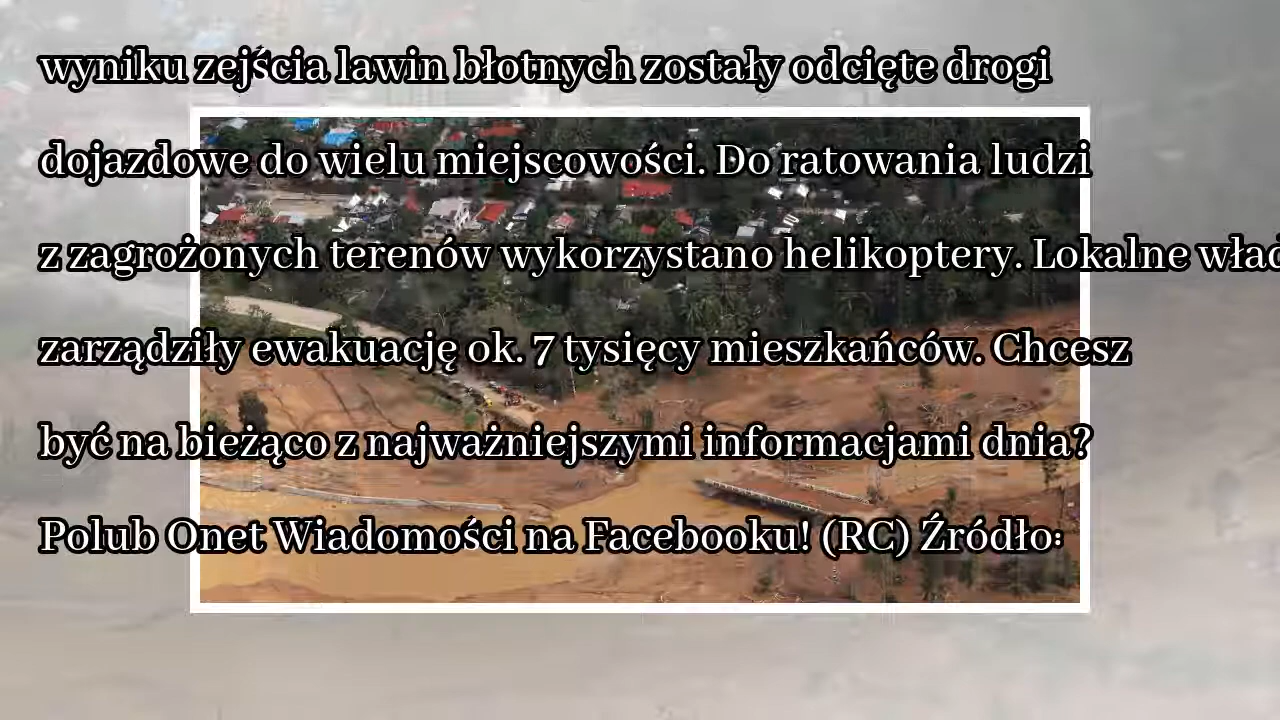 wyniku zejścia lawin błotnych zostały odcięte drogi
dojazdowe do wielu miejscowości. Do ratowania ludzi
z zagrożonych terenów wykorzystano helikoptery. Lokalne
zarządziły ewakuację ok. 7 tysięcy mieszkańców. Chcesz
być na bieżąco z najważniejszymi informacjami dnia?
Polub Onet Wiadomości na Facebooku! (RC) Źródło: